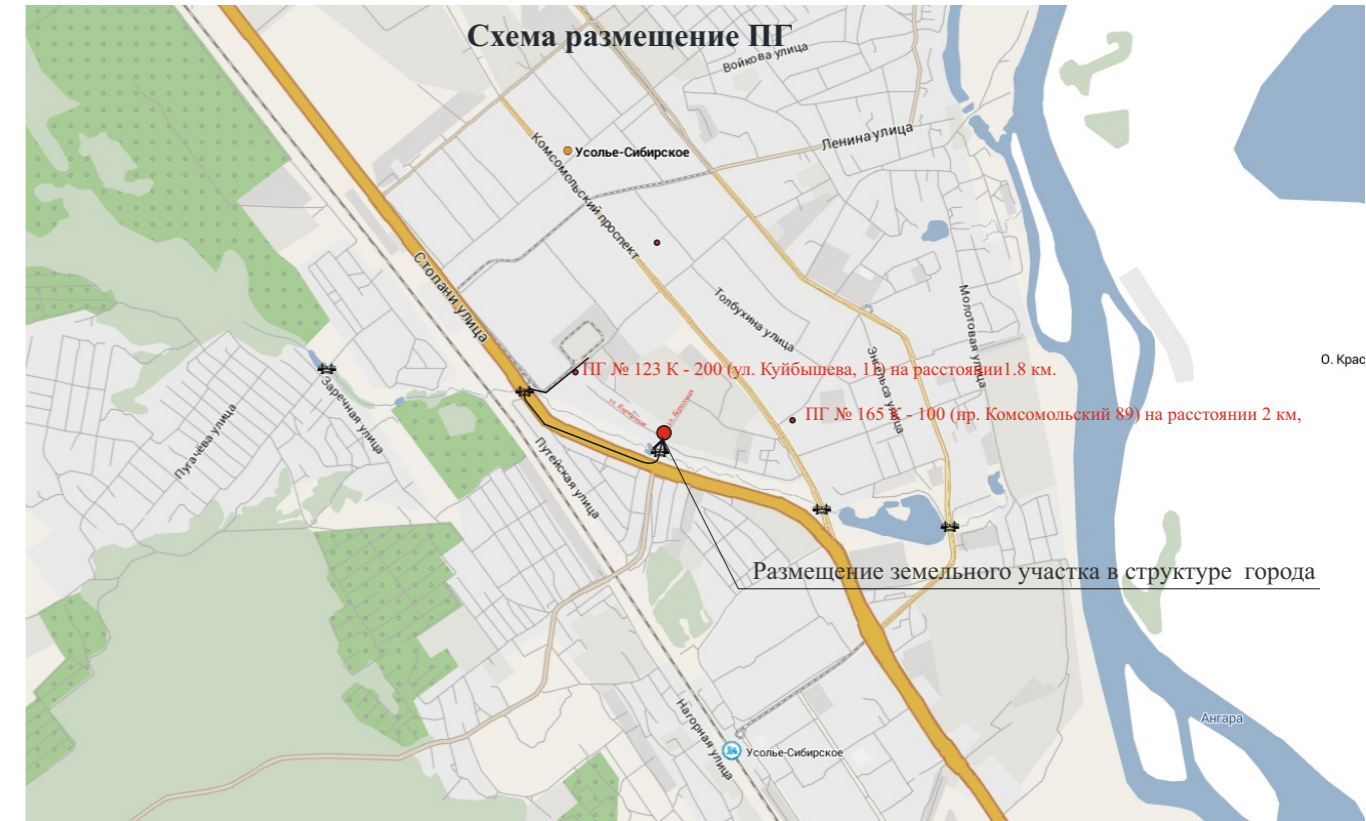 Схема размещение ПГ
Войкова улица
Ленина улица
Комсомольский проспект
Усолье-Сибирское
Стопани улица
Толбухина улица
Молотовая улица
Энгельса улица
О. Крас
ПГ № 123 К - 200 (ул. Куйбышева, 11) на расстоянии1.8 км.
ПГ № 165 К - 100 (пр. Комсомольский 89) на расстоянии 2 км,
Заречная улица
Пугачёва улица
Путейская улица
Размещение земельного участка в структуре города
Нагорная улица
Усолье-Сибирское
Ангара